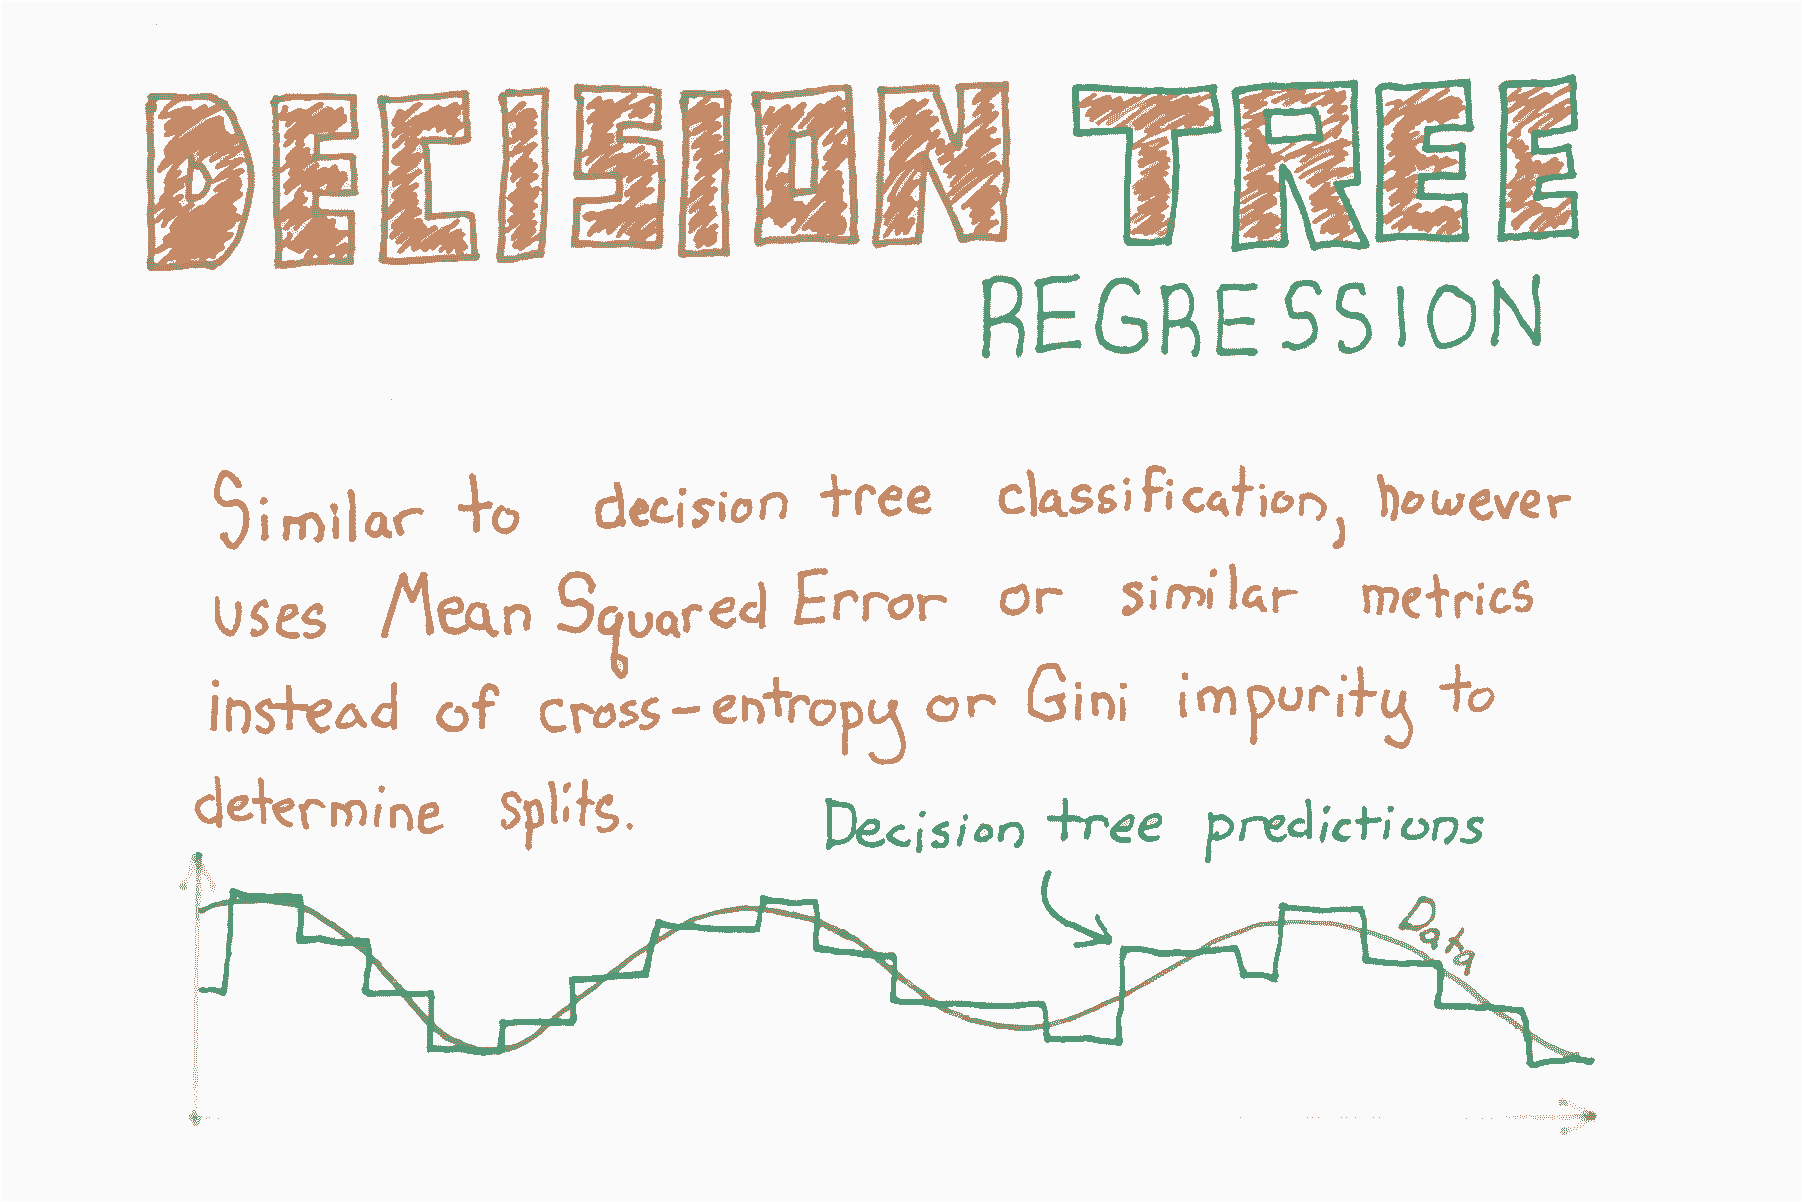 DECISION TREE
REGRESSION
Similar to decision tree classification, however
uses Mean Squared Error or similar metrics
instead of cross-entropy or Gini impurity to
determine splits.
Decision tree predictions
Data